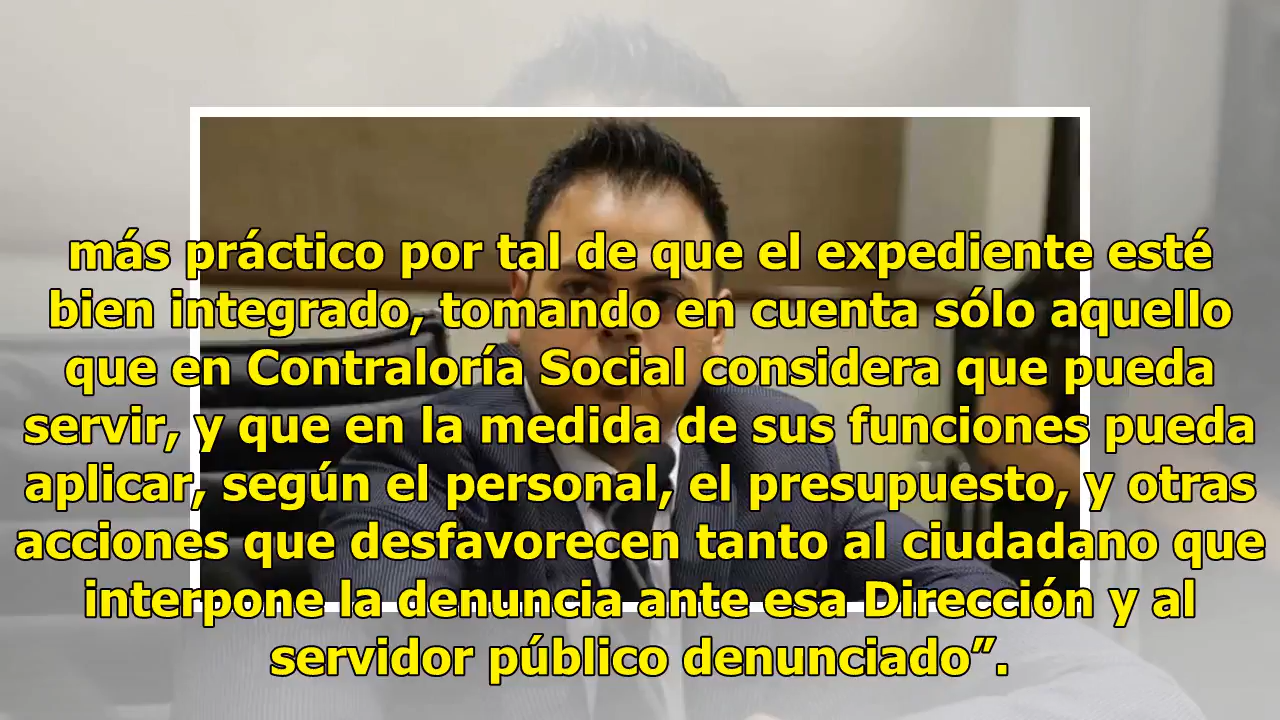 más práctico por tal de que el expediente esté
bien integrado, tomando en cuenta sólo aquello
que en Contraloría Social considera que pueda
servir, y que en la medida de sus funciones pueda
aplicar, según el personal, el presupuesto, y otras
acciones que desfavorecen tanto al ciudadano que
interpone la denuncia ante esa Dirección y al
servidor público denunciado”.